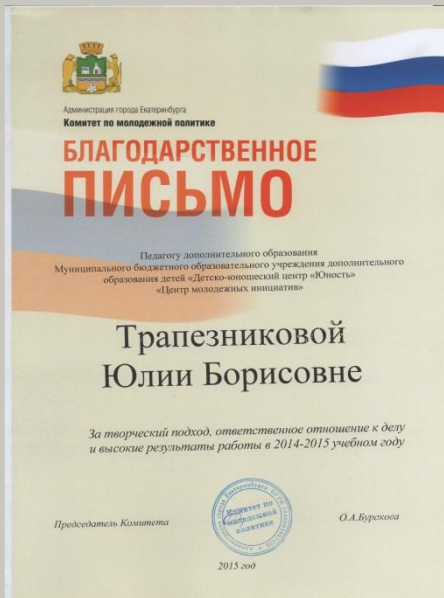 Администрация города Екатеринбурга
Комитет по молодежной политике
БЛАГОДАРСТВЕННОЕ
ПИСЬМО
Педагогу дополнительного образования
Муниципального бюджетного образовательного учреждения дополнительного
образования детей «Детско-юношеский центр «Юность»
«Центр молодежных инициатив»
Трапезниковой
Юлии Борисовне
За творческий подход, ответственное отношение к делу
и высокие результаты работы в 2014-2015 учебном году
Комитет по
молодежной
политике
Председатель Комитета
О.А.Бурокова
2015 год